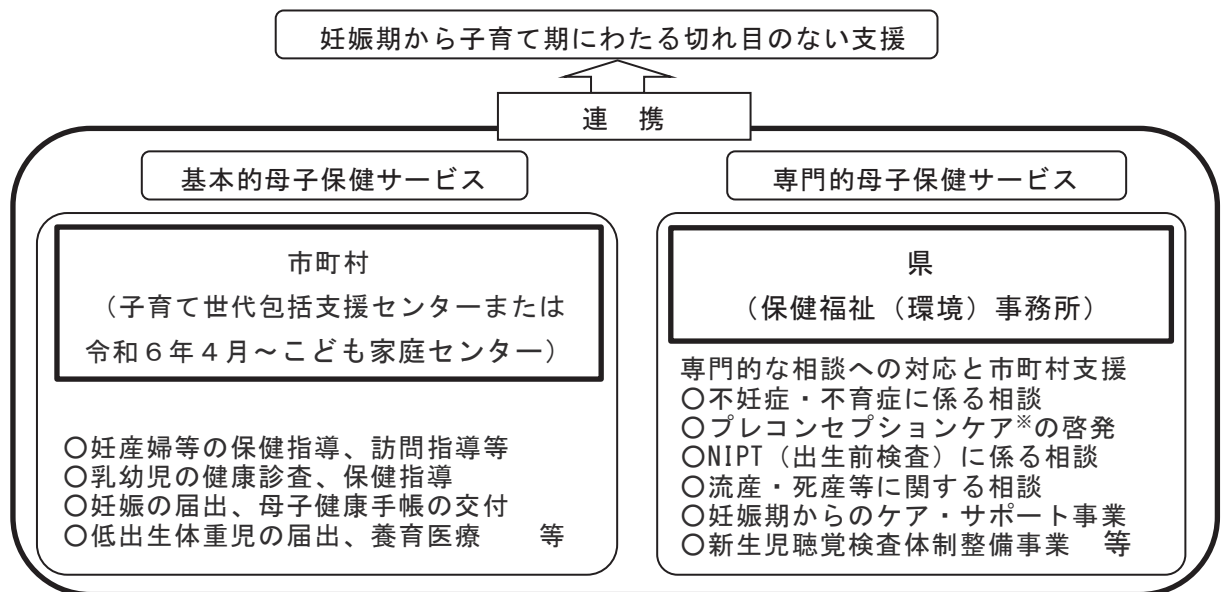 妊娠期から子育て期にわたる切れ目のない支援
連 携
基本的母子保健サービス
市町村
（子育て世代包括支援センターまたは
令和６年４月～こども家庭センター）
〇妊産婦等の保健指導、訪問指導等
〇乳幼児の健康診査、保健指導
〇妊娠の届出、母子健康手帳の交付
〇低出生体重児の届出、養育医療　　等
専門的母子保健サービス
県
（保健福祉（環境）事務所）
専門的な相談への対応と市町村支援
〇不妊症・不育症に係る相談
〇プレコンセプションケア※の啓発
〇NIPT（出生前検査）に係る相談
〇流産・死産等に関する相談
〇妊娠期からのケア・サポート事業
〇新生児聴覚検査体制整備事業　等